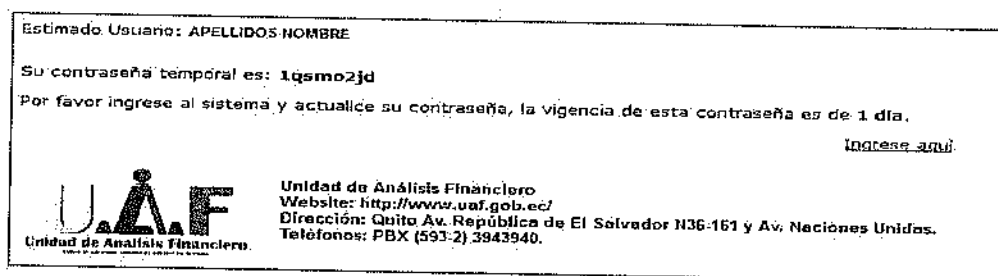 Estimado Usuario: APELLIDOS NOMBRE
Su contraseña temporal es: 1qsmo2jd
Por favor ingrese al sistema y actualice su contraseña, la vigencia de esta contraseña es de 1 día.
Ingrese aquí.
U.A.F
Unidad de Análisis Financiero.
Unidad de Análisis Financiero
Website: http://www.uaf.gob.ec/
Dirección: Quito Av. República de El Salvador N36-161 y Av. Naciones Unidas.
Teléfonos: PBX (593-2) 3943940.